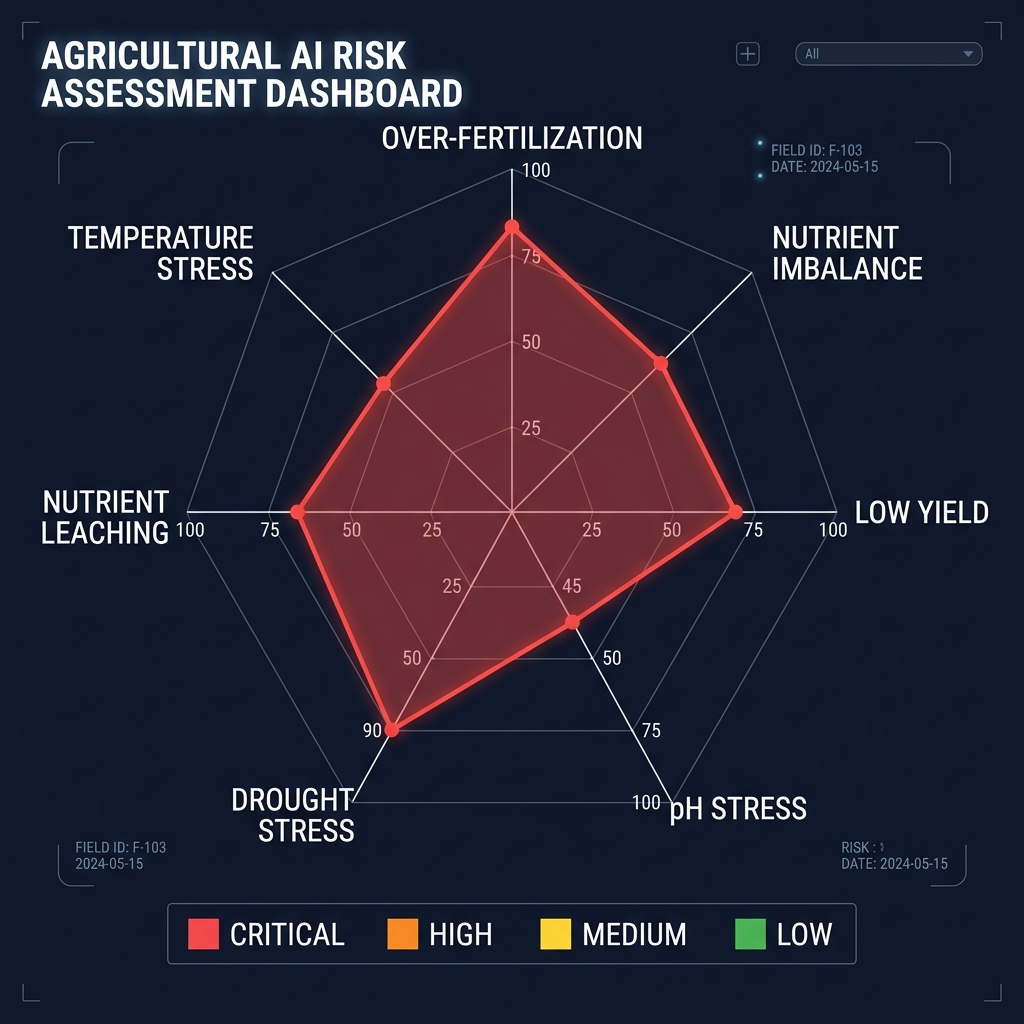 AGRICULTURAL AI RISK
ASSESSMENT DASHBOARD
All
OVER-FERTILIZATION
FIELD ID: F-103
DATE: 2024-05-15
100
TEMPERATURE
STRESS
NUTRIENT
IMBALANCE
75
50
25
NUTRIENT
LEACHING
100 75 50 25 25 50 75 100
LOW YIELD
25 45
50 50
90 75
DROUGHT
STRESS
100
pH STRESS
FIELD ID: F-103
2024-05-15
RISK :
DATE: 2024-05-15
CRITICAL HIGH MEDIUM LOW